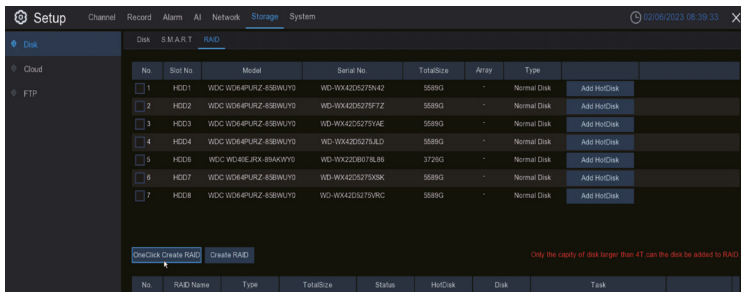 Setup Channel Record Alarm AI Network Storage System 02/06/2023 08:39:33 X
Disk Disk S.M.A.R.T RAID
Cloud
FTP
No. Slot No. Model Serial No. TotalSize Array Type
1 HDD1 WDC WD64PURZ-85BWUY0 WD-WX42D5275N42 5589G - Normal Disk Add HotDisk
2 HDD2 WDC WD64PURZ-85BWUY0 WD-WX42D5275F7Z 5589G - Normal Disk Add HotDisk
3 HDD3 WDC WD64PURZ-85BWUY0 WD-WX42D5275YAE 5589G - Normal Disk Add HotDisk
4 HDD4 WDC WD64PURZ-85BWUY0 WD-WX42D5275JLD 5589G - Normal Disk Add HotDisk
5 HDD6 WDC WD40EJRX-89AKWY0 WD-WX22DB078L86 3726G - Normal Disk Add HotDisk
6 HDD7 WDC WD64PURZ-85BWUY0 WD-WX42D5275XSK 5589G - Normal Disk Add HotDisk
7 HDD8 WDC WD64PURZ-85BWUY0 WD-WX42D5275VRC 5589G - Normal Disk Add HotDisk
OneClick Create RAID Create RAID Only the capity of disk larger than 4T,can the disk be added to RAID
No. RAID Name Type TotalSize Status HotDisk Disk Task